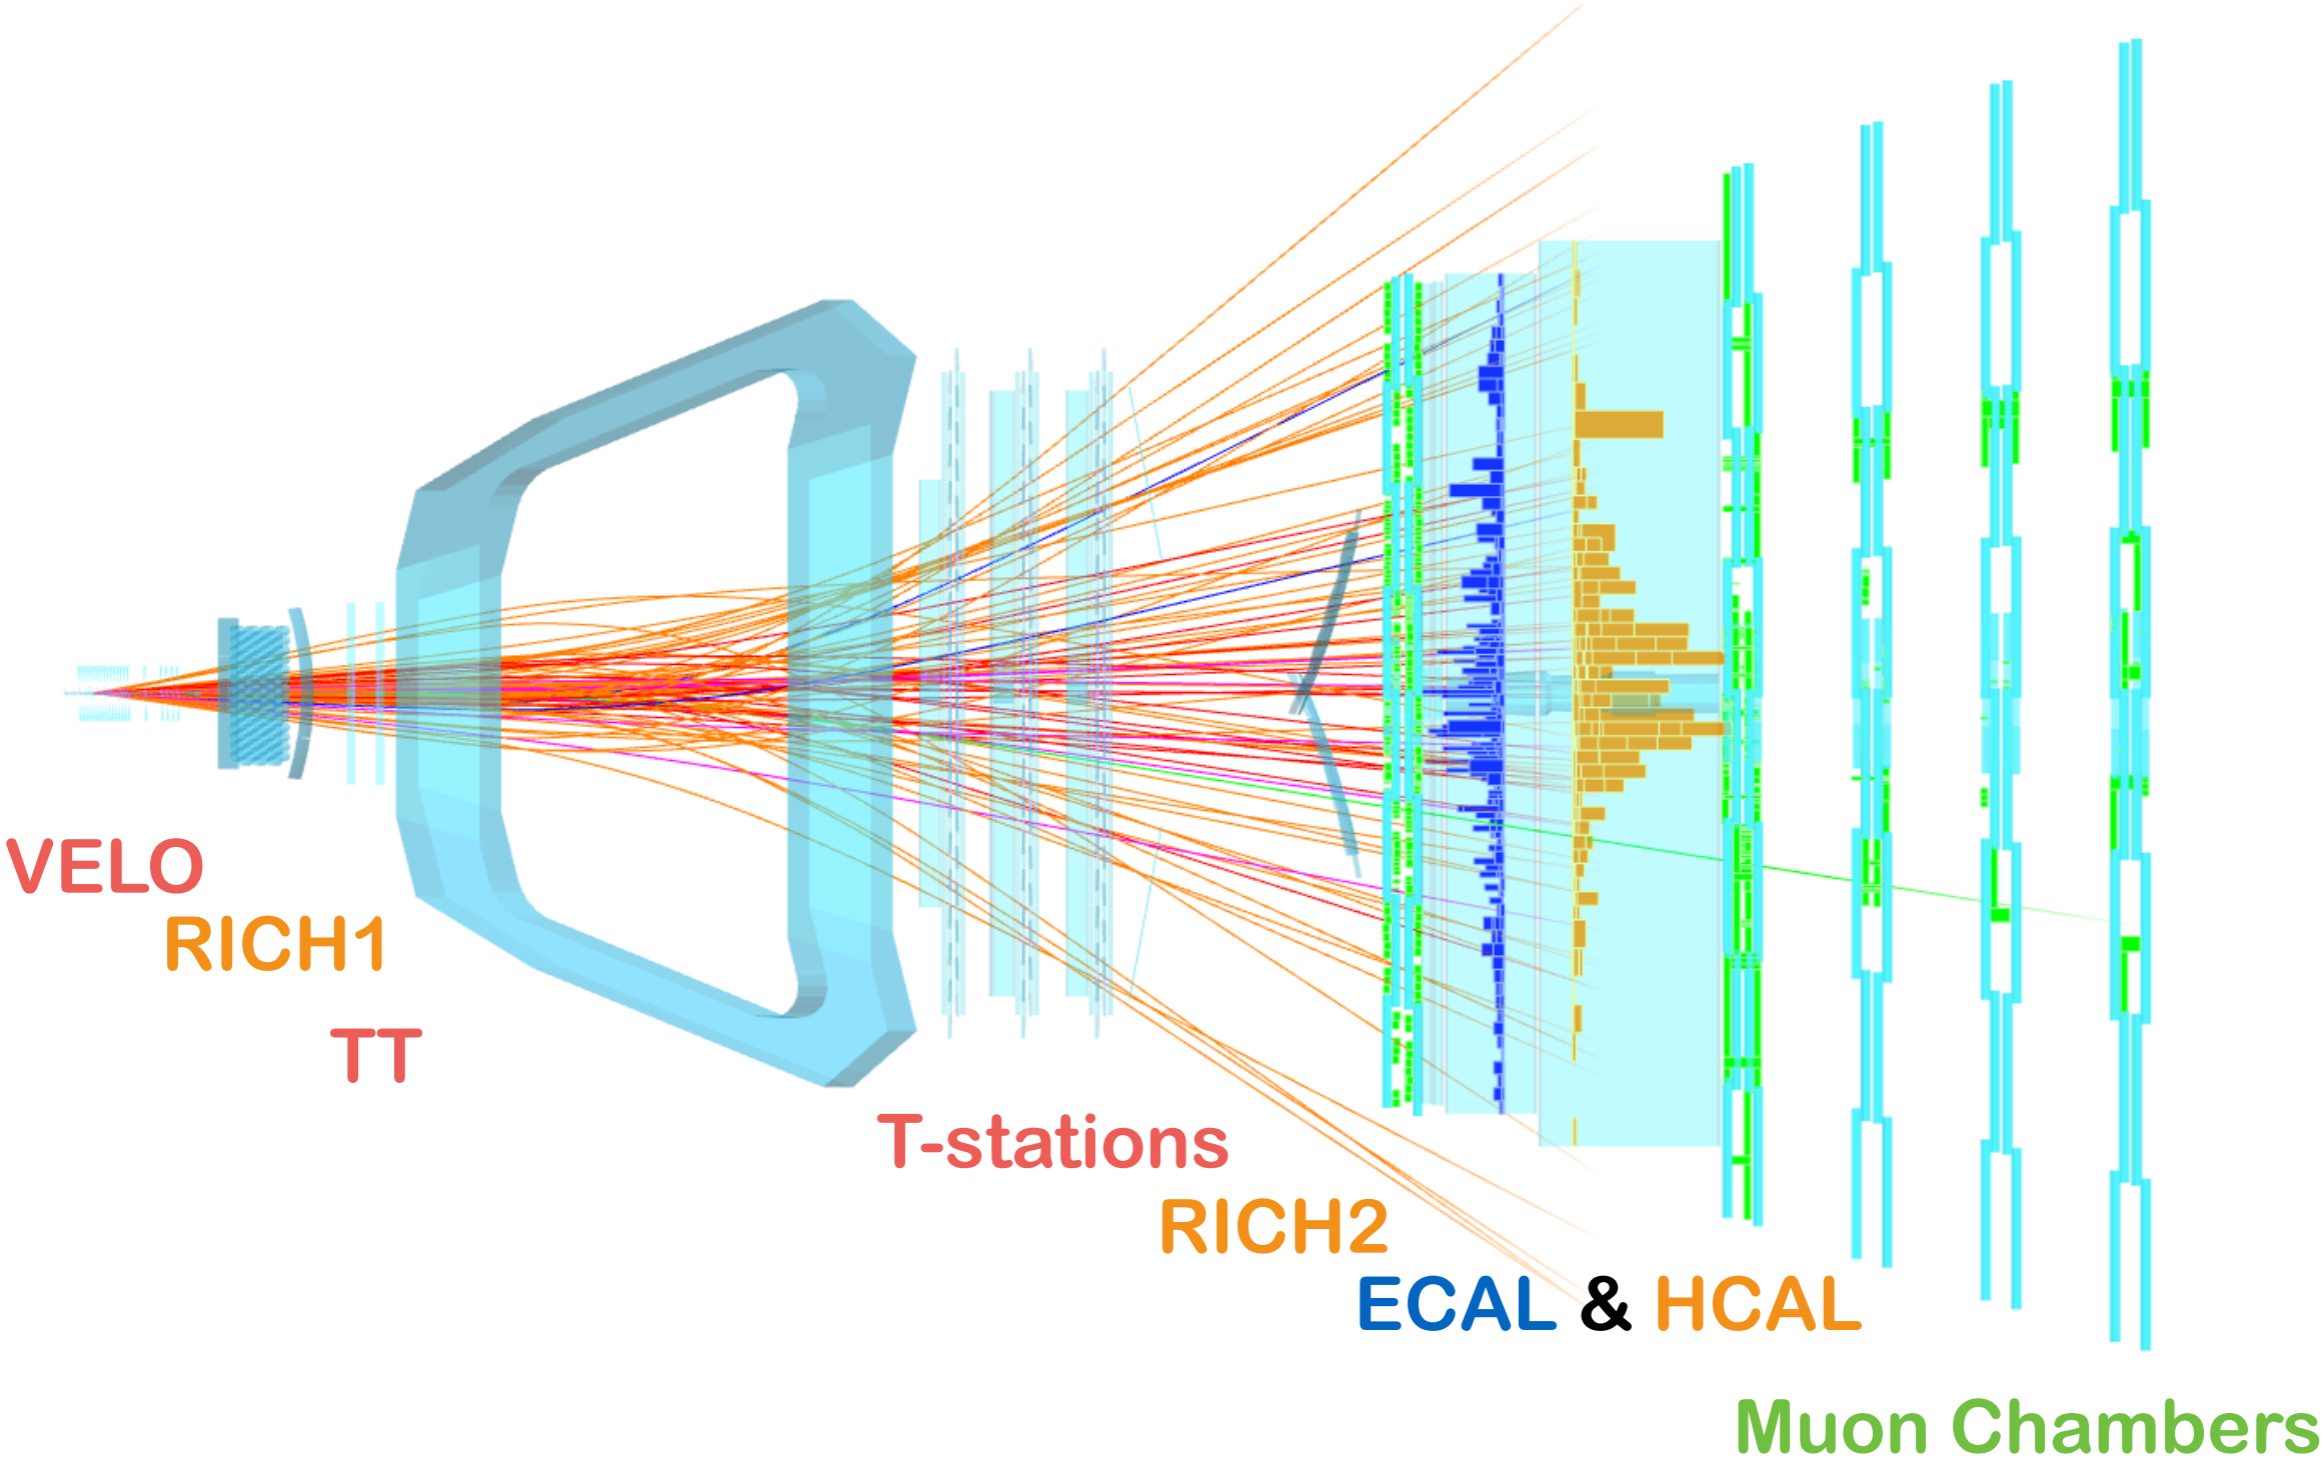 VELO
RICH1
TT
T-stations
RICH2
ECAL & HCAL
Muon Chambers